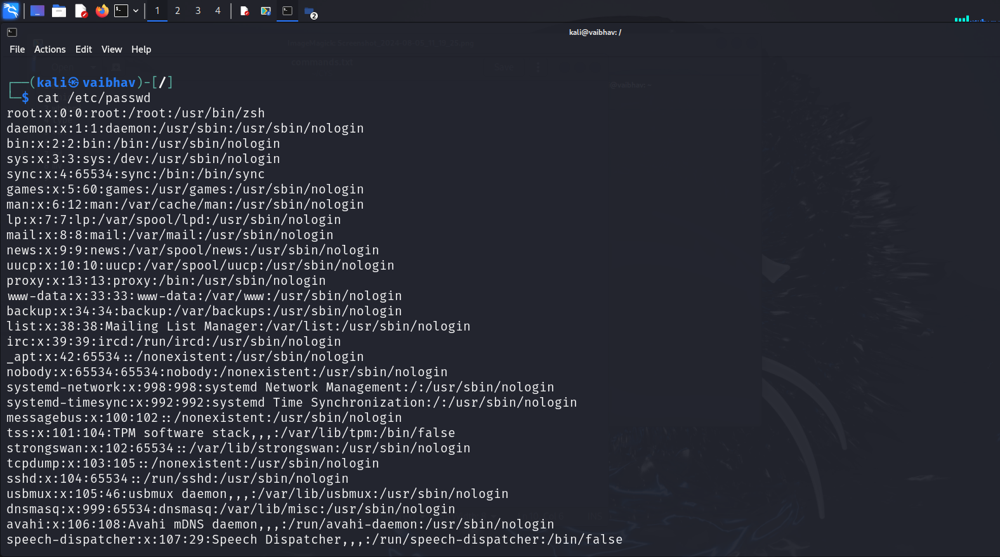 1 2 3 4
2
kali@vaibhav: /
File Actions Edit View Help
ImageMagick: Screenshot_2024-08-05_11_19_25.png
Open
commands.txt
Save
@vaibhav: ~
┌──(kali㉿vaibhav)-[/]
└─$ cat /etc/passwd
root:x:0:0:root:/root:/usr/bin/zsh
daemon:x:1:1:daemon:/usr/sbin:/usr/sbin/nologin
bin:x:2:2:bin:/bin:/usr/sbin/nologin
sys:x:3:3:sys:/dev:/usr/sbin/nologin
sync:x:4:65534:sync:/bin:/bin/sync
games:x:5:60:games:/usr/games:/usr/sbin/nologin
man:x:6:12:man:/var/cache/man:/usr/sbin/nologin
lp:x:7:7:lp:/var/spool/lpd:/usr/sbin/nologin
mail:x:8:8:mail:/var/mail:/usr/sbin/nologin
news:x:9:9:news:/var/spool/news:/usr/sbin/nologin
uucp:x:10:10:uucp:/var/spool/uucp:/usr/sbin/nologin
proxy:x:13:13:proxy:/bin:/usr/sbin/nologin
www-data:x:33:33:www-data:/var/www:/usr/sbin/nologin
backup:x:34:34:backup:/var/backups:/usr/sbin/nologin
list:x:38:38:Mailing List Manager:/var/list:/usr/sbin/nologin
irc:x:39:39:ircd:/run/ircd:/usr/sbin/nologin
_apt:x:42:65534::/nonexistent:/usr/sbin/nologin
nobody:x:65534:65534:nobody:/nonexistent:/usr/sbin/nologin
systemd-network:x:998:998:systemd Network Management:/:/usr/sbin/nologin
systemd-timesync:x:992:992:systemd Time Synchronization:/:/usr/sbin/nologin
messagebus:x:100:102::/nonexistent:/usr/sbin/nologin
tss:x:101:104:TPM software stack,,,:/var/lib/tpm:/bin/false
strongswan:x:102:65534::/var/lib/strongswan:/usr/sbin/nologin
tcpdump:x:103:105::/nonexistent:/usr/sbin/nologin
sshd:x:104:65534::/run/sshd:/usr/sbin/nologin
usbmux:x:105:46:usbmux daemon,,,:/var/lib/usbmux:/usr/sbin/nologin
dnsmasq:x:999:65534:dnsmasq:/var/lib/misc:/usr/sbin/nologin
avahi:x:106:108:Avahi mDNS daemon,,,:/run/avahi-daemon:/usr/sbin/nologin
speech-dispatcher:x:107:29:Speech Dispatcher,,,:/run/speech-dispatcher:/bin/false